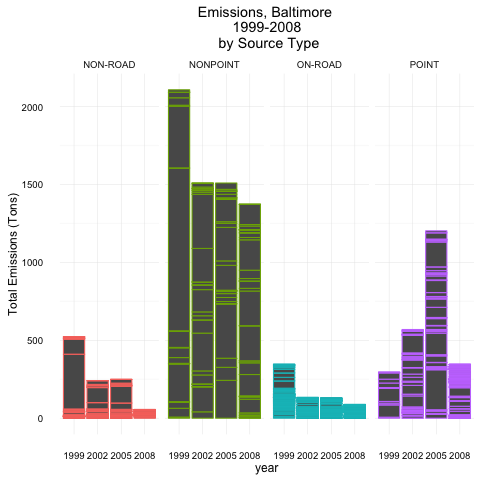 Emissions, Baltimore
1999-2008
by Source Type
NON-ROAD NONPOINT ON-ROAD POINT
Total Emissions (Tons)
2000
1500
1000
500
0
1999 2002 2005 2008 1999 2002 2005 2008 1999 2002 2005 2008 1999 2002 2005 2008
year